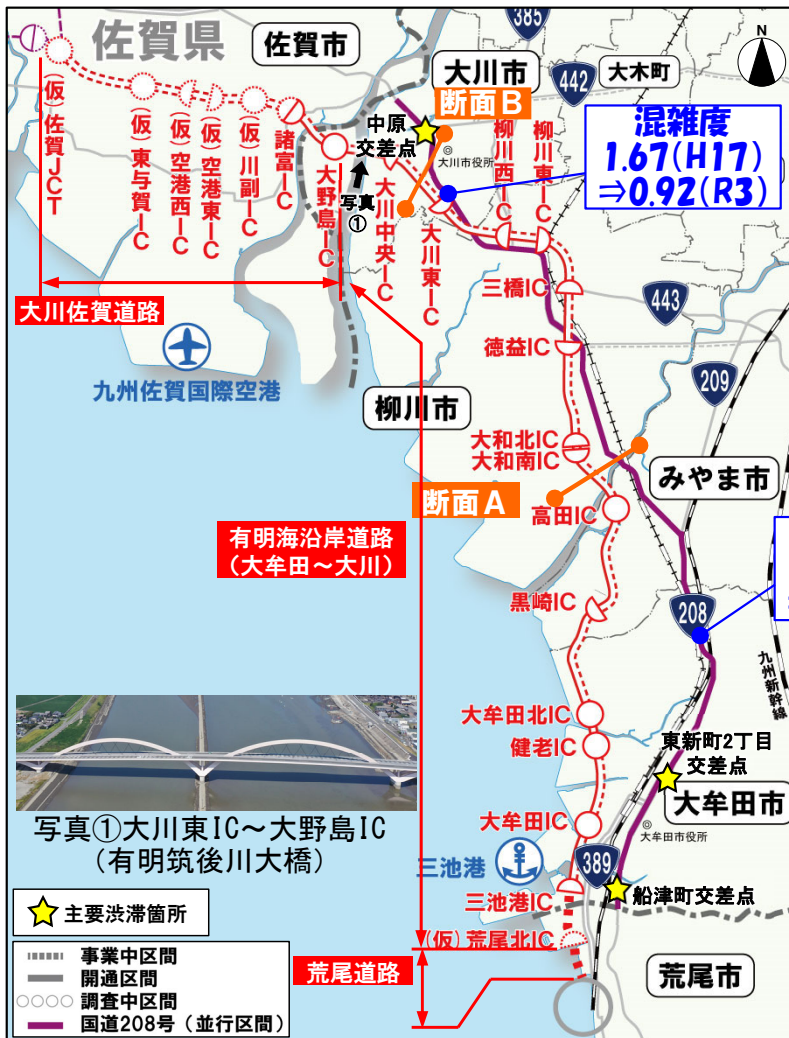 385
佐賀県
佐賀市
N
大川市
442
大木町
断面B
混雑度
1.67(H17)
⇒0.92(R3)
中原
交差点
大川市役所
(仮)佐賀JCT
(仮)東与賀IC
(仮)空港西IC
(仮)空港東IC
(仮)川副IC
諸富IC
大野島IC
写真
①
大川中央IC
大川東IC
柳川西IC
柳川東IC
大川佐賀道路
三橋IC
443
徳益IC
九州佐賀国際空港
209
柳川市
大和北IC
大和南IC
みやま市
断面A
高田IC
有明海沿岸道路
(大牟田～大川)
黒崎IC
208
九州新幹線
大牟田北IC
健老IC
東新町2丁目
交差点
大牟田市
大牟田市役所
大牟田IC
写真①大川東IC～大野島IC
(有明筑後川大橋)
三池港
389
三池港IC
船津町交差点
主要渋滞箇所
(仮)荒尾北IC
荒尾道路
荒尾市
事業中区間
開通区間
調査中区間
国道208号(並行区間)